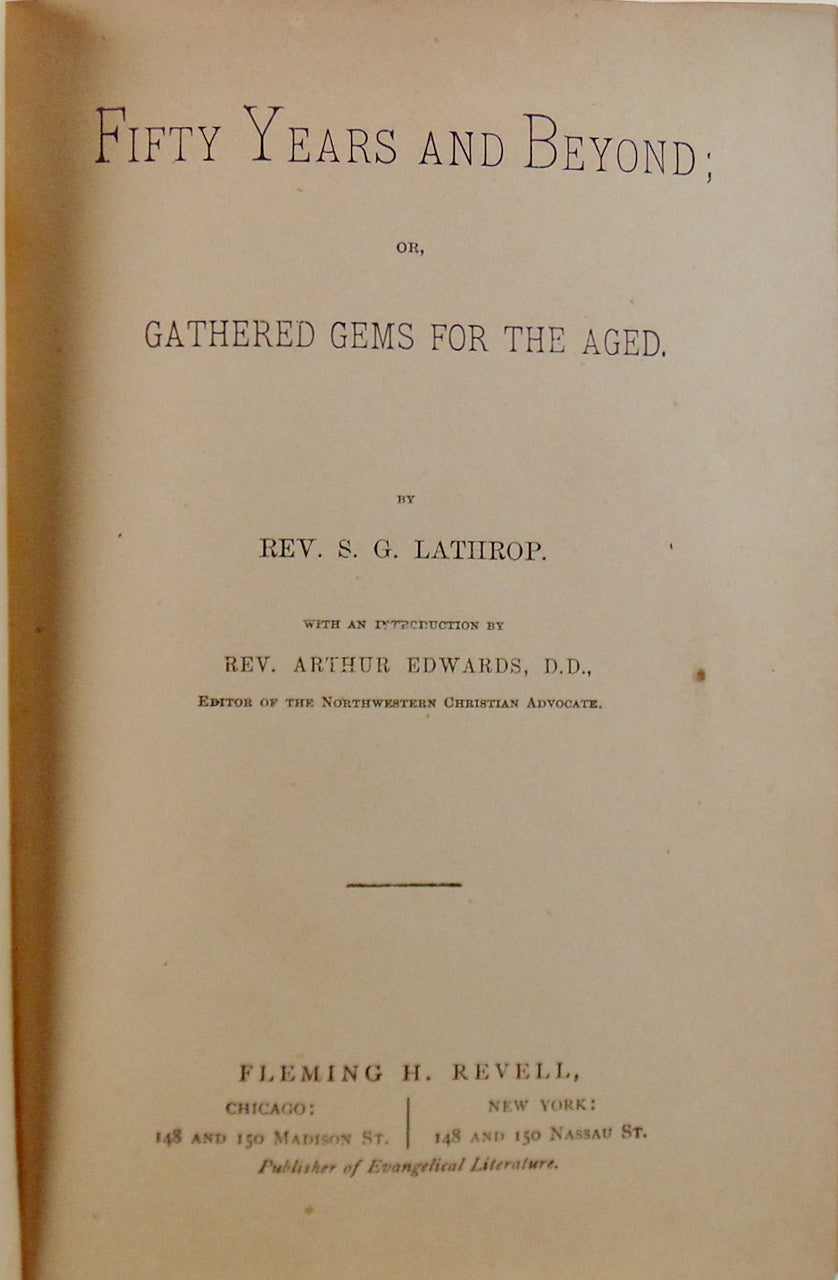 FIFTY YEARS AND BEYOND;
OR,
GATHERED GEMS FOR THE AGED.
BY
REV. S. G. LATHROP.
WITH AN INTRODUCTION BY
REV. ARTHUR EDWARDS, D.D.,
EDITOR OF THE NORTHWESTERN CHRISTIAN ADVOCATE.
FLEMING H. REVELL,
CHICAGO:
148 AND 150 MADISON ST.
NEW YORK:
148 AND 150 NASSAU ST.
Publisher of Evangelical Literature.